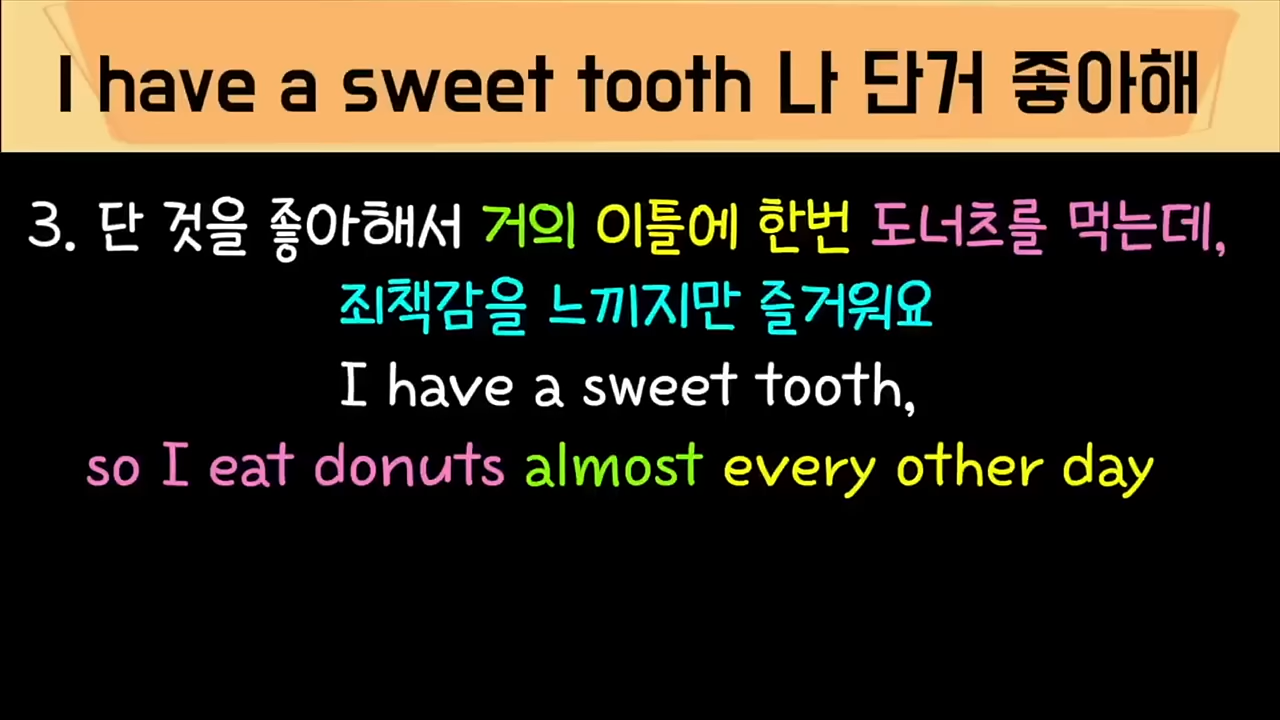 I have a sweet tooth 나 단거 좋아해
3. 단 것을 좋아해서 거의 이틀에 한번 도너츠를 먹는데,
죄책감을 느끼지만 즐거워요
I have a sweet tooth,
so I eat donuts almost every other day